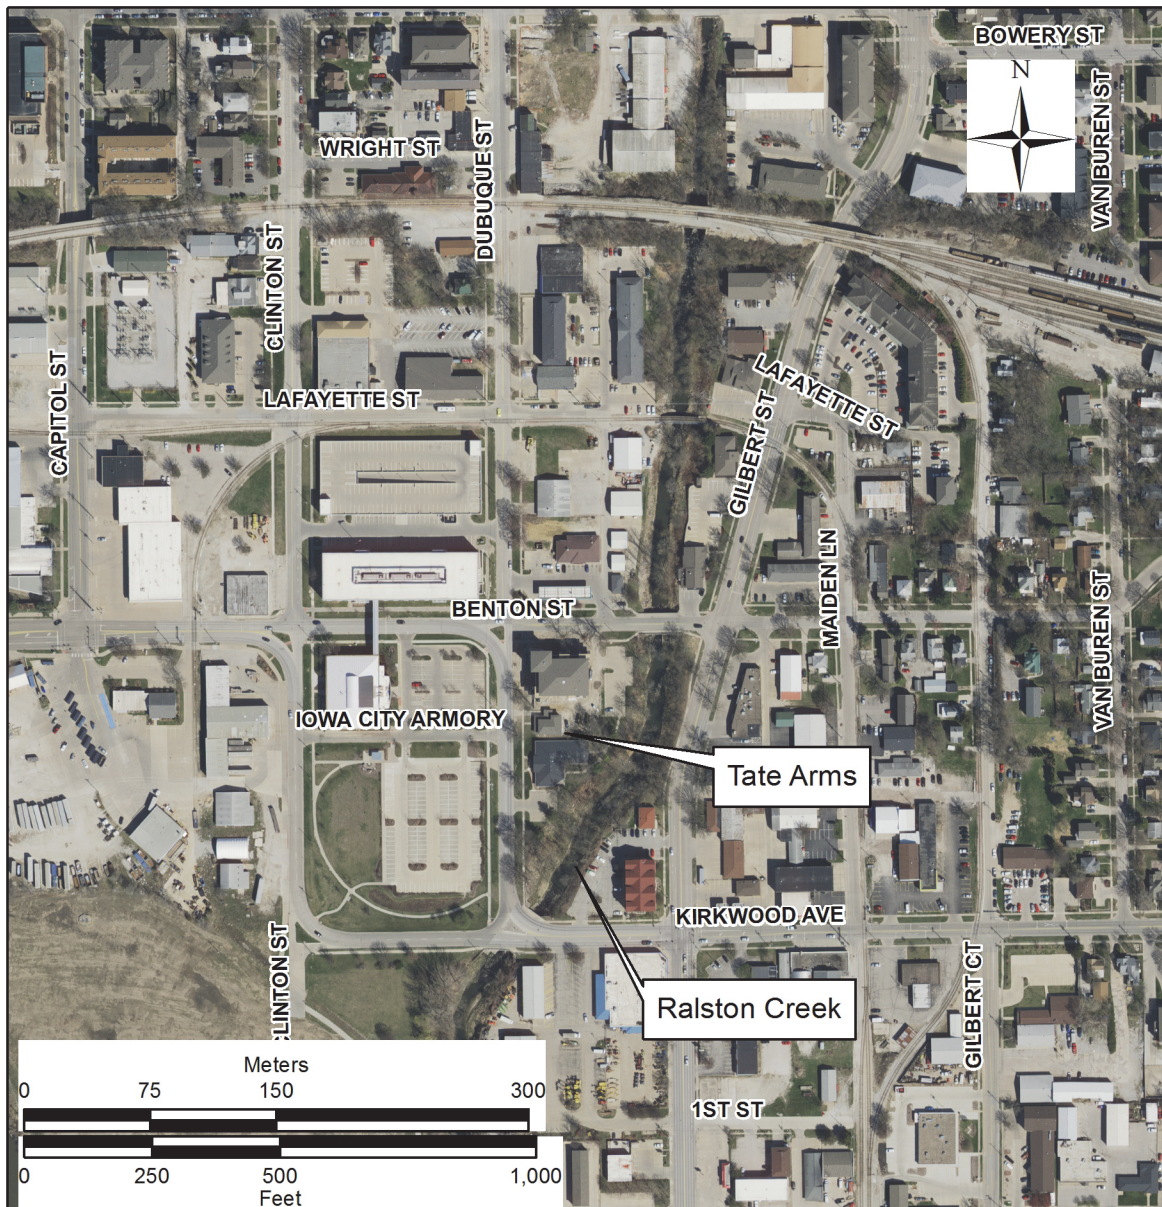 BOWERY ST
N
VAN BUREN ST
WRIGHT ST
DUBUQUE ST
CLINTON ST
CAPITOL ST
LAFAYETTE ST
LAFAYETTE ST
GILBERT ST
MAIDEN LN
BENTON ST
VAN BUREN ST
IOWA CITY ARMORY
Tate Arms
KIRKWOOD AVE
CLINTON ST
Ralston Creek
GILBERT CT
1ST ST
Meters
0 75 150 300
0 250 500 1,000
Feet